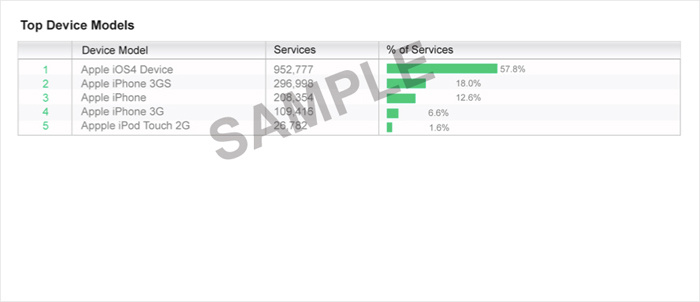 Top Device Models
Device Model Services % of Services
1 Apple iOS4 Device 952,777 57.8%
2 Apple iPhone 3GS 296,998 18.0%
3 Apple iPhone 208,354 12.6%
4 Apple iPhone 3G 109,416 6.6%
5 Appple iPod Touch 2G 26,782 1.6%
SAMPLE